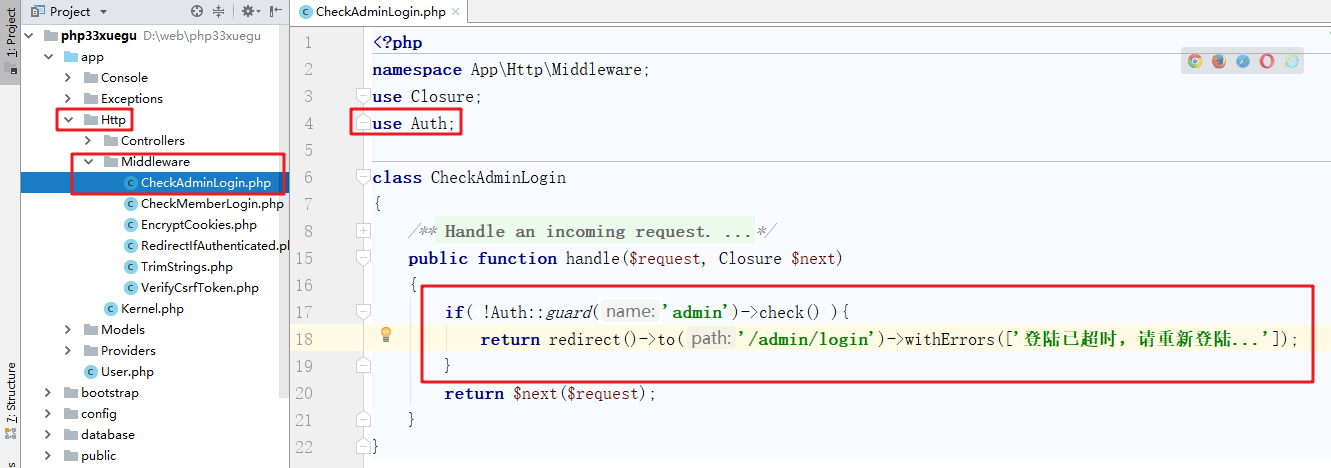 1: Project
Project
php33xuegu D:\web\php33xuegu
app
Console
Exceptions
Http
Controllers
Middleware
CheckAdminLogin.php
CheckMemberLogin.php
EncryptCookies.php
RedirectIfAuthenticated.p
TrimStrings.php
VerifyCsrfToken.php
Kernel.php
Models
Providers
User.php
bootstrap
config
database
public
Z: Structure
CheckAdminLogin.php
1 <?php
2 namespace App\Http\Middleware;
3 use Closure;
4 use Auth;
5
6 class CheckAdminLogin
7 {
8 /** Handle an incoming request. ...*/
15 public function handle($request, Closure $next)
16 {
17 if( !Auth::guard( name: 'admin')->check() ){
18 return redirect()->to( path: '/admin/login')->withErrors(['登陆已超时，请重新登陆...']);
19 }
20 return $next($request);
21 }
22 }